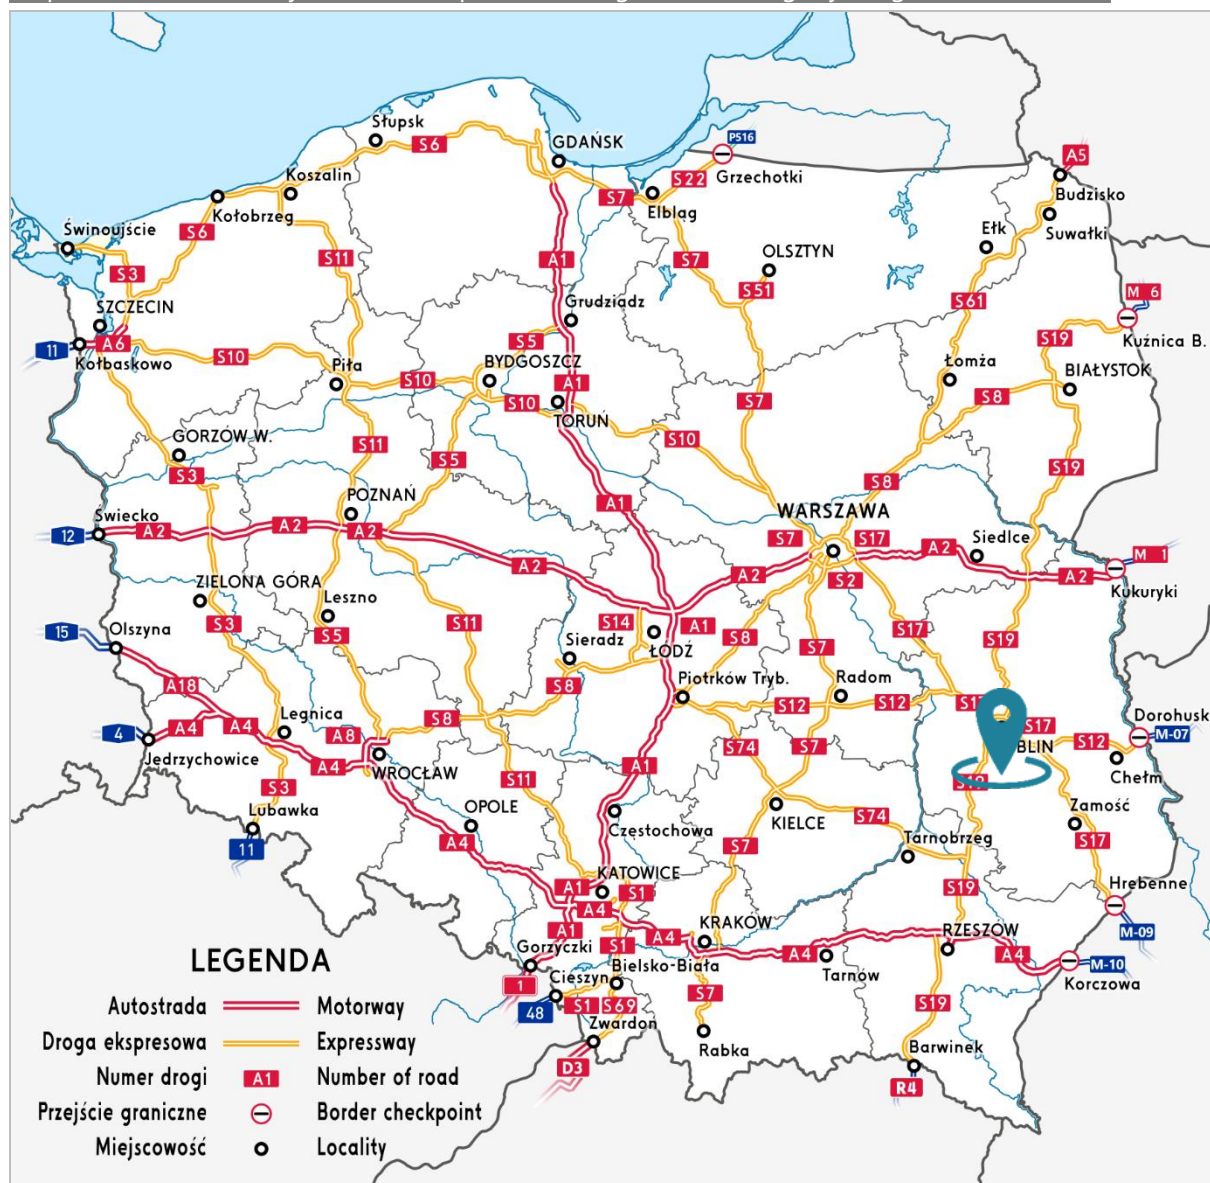 Słupsk
S6
GDAŃSK
P516
Grzechotki
S22
A5
Budzisko
Koszalin
Kołobrzeg
S6
S7
Elbląg
Suwałki
Ełk
Świnoujście
S3
S11
A1
S7
OLSZTYN
S51
S61
M 6
SZCZECIN
Grudziądz
S19
Kuźnica B.
11
A6
Kołbaskowo
S10
S5
Piła
S10
BYDGOSZCZ
A1
Łomża
BIAŁYSTOK
S10
TORUŃ
S7
S8
GORZÓW W.
S11
S10
S3
S5
S19
S8
POZNAŃ
A1
WARSZAWA
Świecko
12
A2
A2
A2
S7
S17
A2
Siedlce
M 1
A2
A2
S2
A2
Kukuryki
ZIELONA GÓRA
Leszno
15
Olszyna
S3
S5
S11
Sieradz
S14
A1
S8
S17
S19
ŁÓDŹ
S7
A18
S8
Piotrków Tryb.
Radom
S12
S12
Legnica
4
A4
A4
A8
S8
S74
S7
S17
BLIN
S12
Dorohusk
M-07
Jedrzychowice
A4
WROCŁAW
A1
Chełm
S3
S11
Lubawka
OPOLE
Częstochowa
KIELCE
S74
Zamość
11
A4
S7
Tarnobrzeg
S17
KATOWICE
A1
S1
S19
Hrebenne
A4
A1
S1
A4
KRAKÓW
A4
RZESZÓW
A4
M-09
LEGENDA
Gorzyczki
Bielsko-Biała
Tarnów
M-10
Korczowa
1
Cieszyn
S7
S19
Autostrada
Motorway
48
S1
S69
Zwardoń
Droga ekspresowa
Expressway
Rabka
Barwinek
Numer drogi
A1
Number of road
D3
R4
Przejście graniczne
Border checkpoint
Miejscowość
Locality